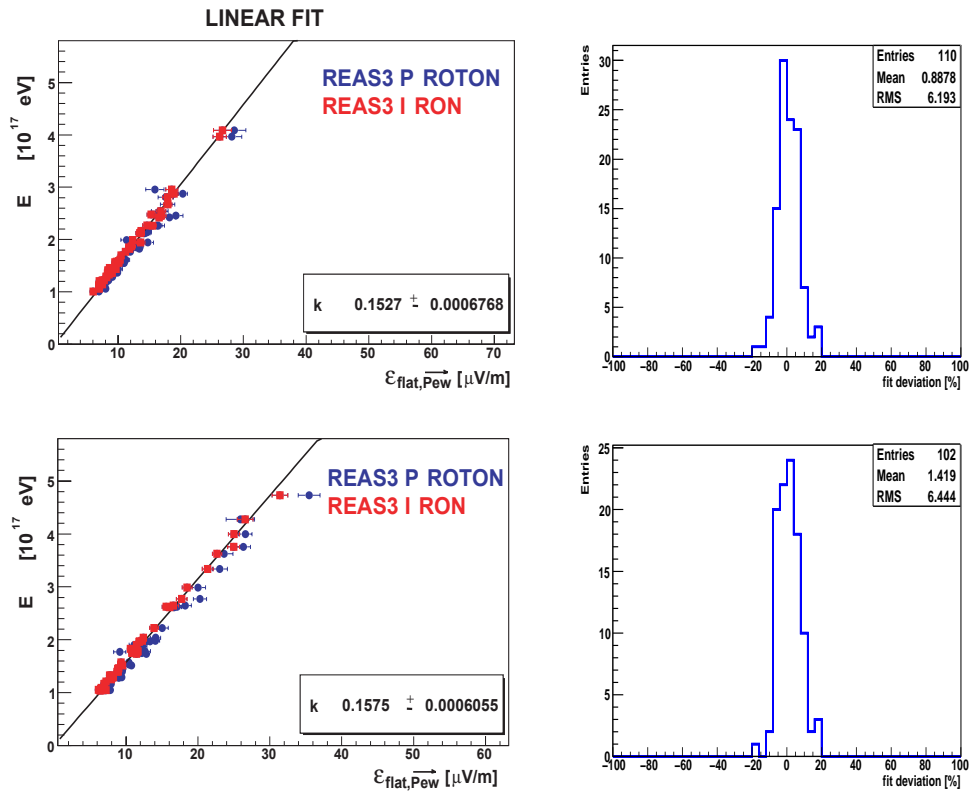 LINEAR FIT
E [10 17 eV]
5
4
3
2
1
0
REAS3 P ROTON
REAS3 I RON
k 0.1527 ± 0.0006768
10 20 30 40 50 60 70
ℰflat,Pew [μV/m]
Entries
30
25
20
15
10
5
0
Entries 110
Mean 0.8878
RMS 6.193
−100 −80 −60 −40 −20 0 20 40 60 80 100
fit deviation [%]
E [10 17 eV]
5
4
3
2
1
0
REAS3 P ROTON
REAS3 I RON
k 0.1575 ± 0.0006055
10 20 30 40 50 60
ℰflat,Pew [μV/m]
Entries
25
20
15
10
5
0
Entries 102
Mean 1.419
RMS 6.444
−100 −80 −60 −40 −20 0 20 40 60 80 100
fit deviation [%]